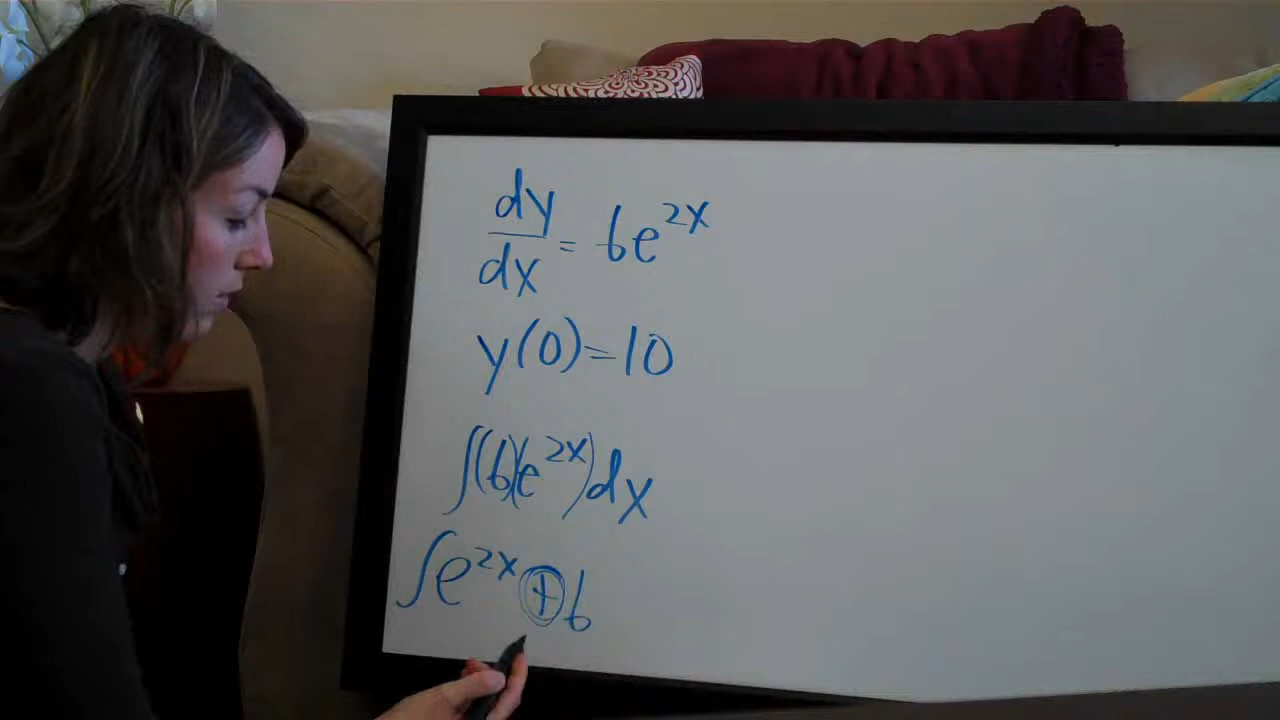 dy/dx = 6e^{2x}
y(0)=10
∫(6)(e^{2x})dx
∫e^{2x} ⊕ 6